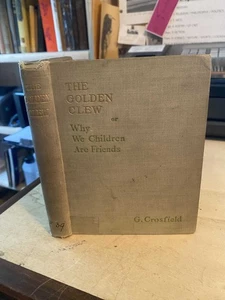 THE
GOLDEN
CLEW
or
Why
We Children
Are Friends
G. Crosfield